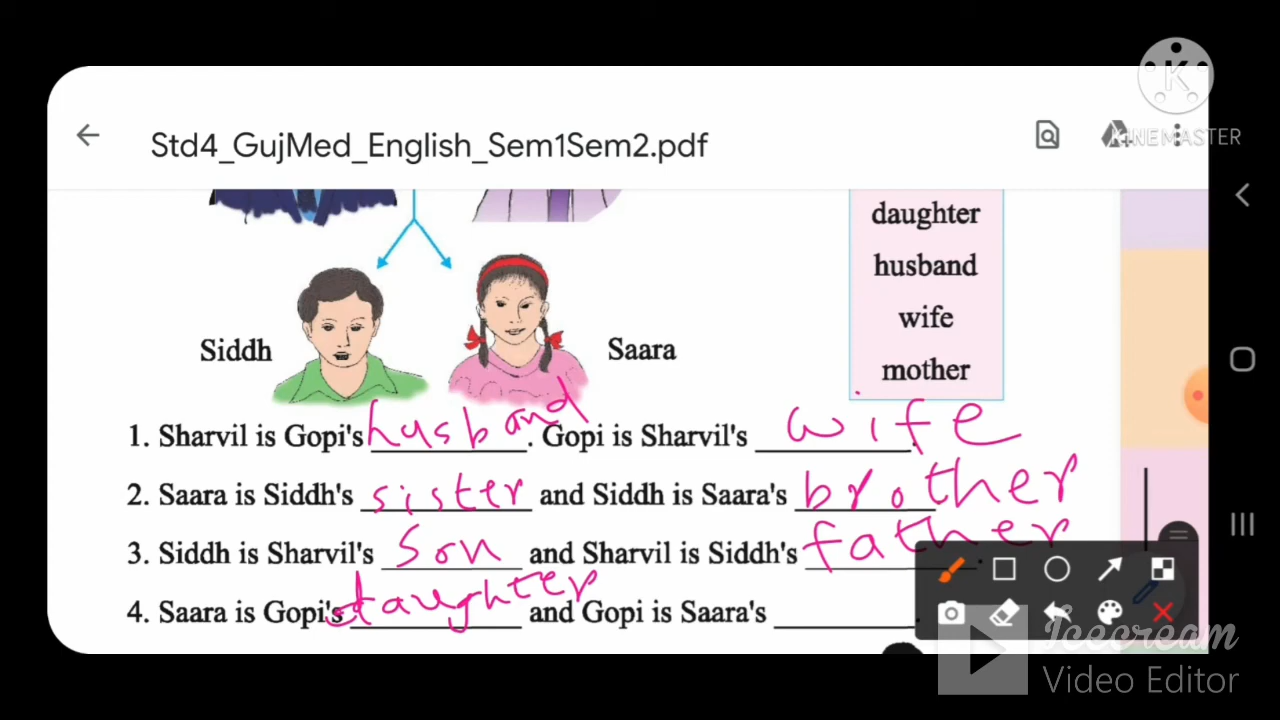 K
KINEMASTER
Std4_GujMed_English_Sem1Sem2.pdf
daughter
husband
wife
mother
Siddh
Saara
1. Sharvil is Gopi's husband. Gopi is Sharvil's wife.
2. Saara is Siddh's sister and Siddh is Saara's brother
3. Siddh is Sharvil's son and Sharvil is Siddh's father.
4. Saara is Gopi's daughter and Gopi is Saara's ________.
Icecream
Video Editor